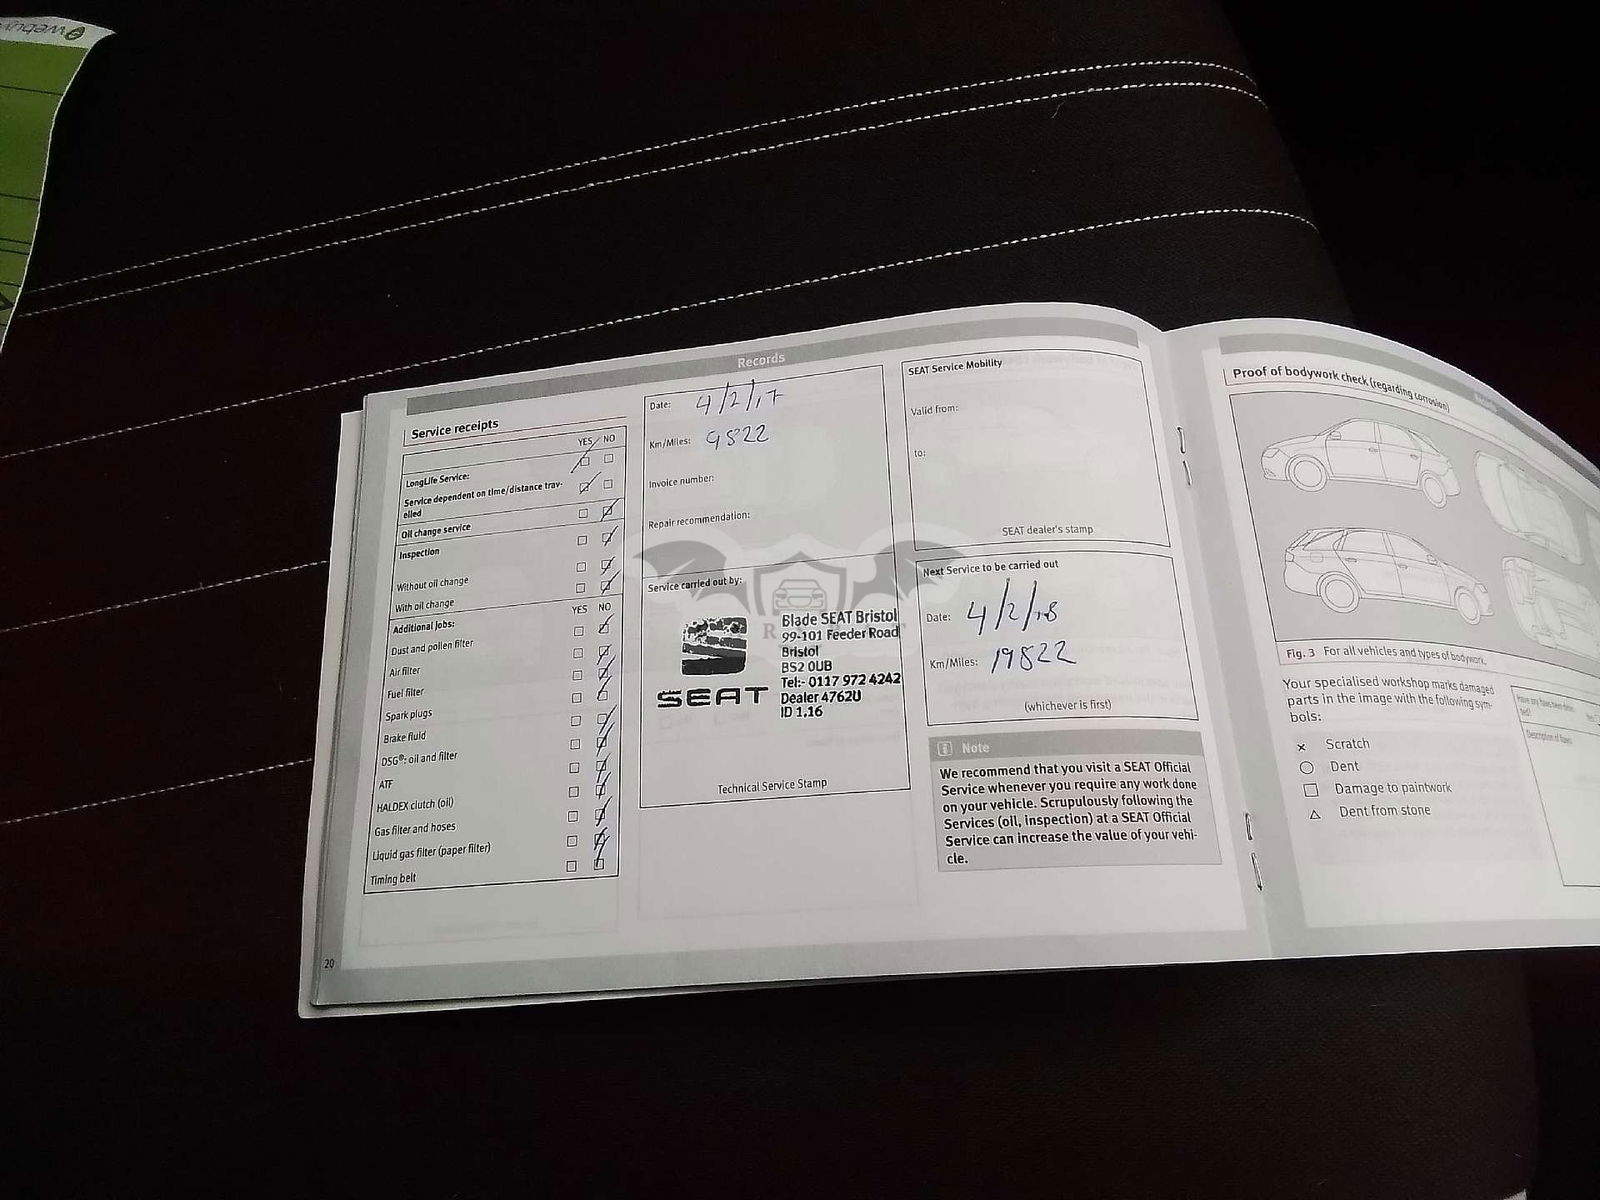 Records
Service receipts
YES NO
LongLife Service:
Service dependent on time/distance trav-
elled
Oil change service
Inspection
Without oil change
With oil change
YES NO
Additional jobs:
Dust and pollen filter
Air filter
Fuel filter
Spark plugs
Brake fluid
DSG®: oil and filter
ATF
HALDEX clutch (oil)
Gas filter and hoses
Liquid gas filter (paper filter)
Timing belt
20
Date: 4/2/17
Km/Miles: 9822
Invoice number:
Repair recommendation:
Service carried out by:
SEAT
Blade SEAT Bristol
99-101 Feeder Road
Bristol
BS2 0UB
Tel:- 0117 972 4242
Dealer 4762U
ID 1.16
Technical Service Stamp
SEAT Service Mobility
Valid from:
to:
SEAT dealer's stamp
Next Service to be carried out
Date: 4/2/18
Km/Miles: 19822
(whichever is first)
Note
We recommend that you visit a SEAT Official
Service whenever you require any work done
on your vehicle. Scrupulously following the
Services (oil, inspection) at a SEAT Official
Service can increase the value of your vehi-
cle.
Proof of bodywork check (regarding corrosion)
Fig. 3 For all vehicles and types of bodywork.
Your specialised workshop marks damaged
parts in the image with the following sym-
bols:
× Scratch
○ Dent
□ Damage to paintwork
△ Dent from stone